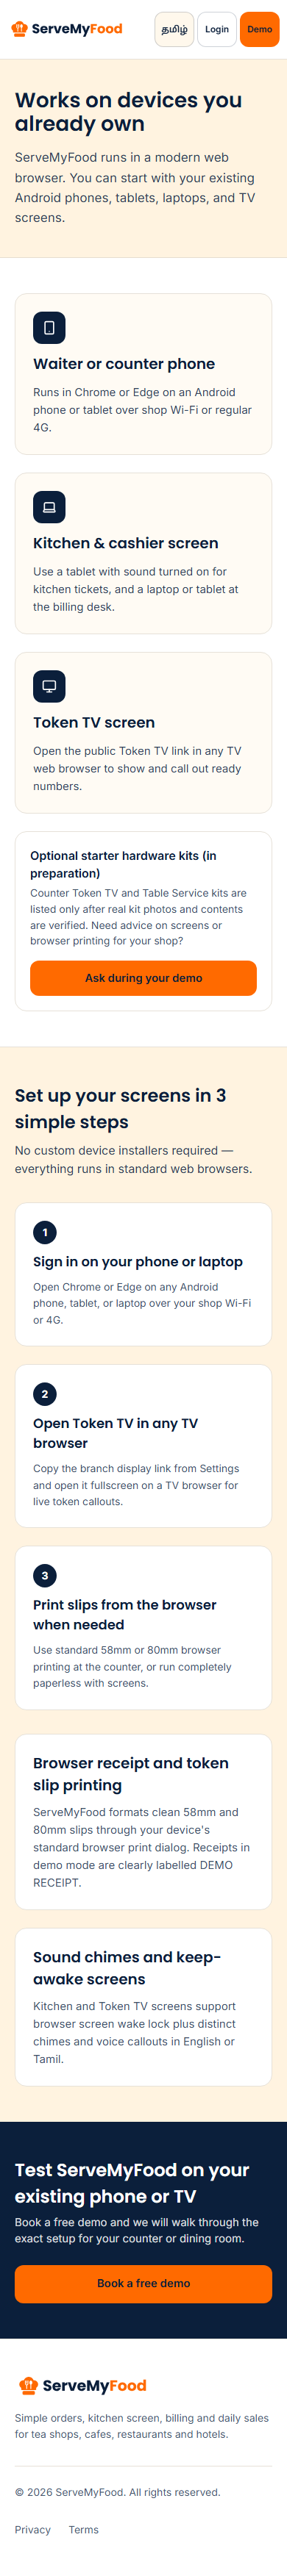 ServeMyFood
தமிழ்
Login
Demo
Works on devices you
already own
ServeMyFood runs in a modern web
browser. You can start with your existing
Android phones, tablets, laptops, and TV
screens.
Waiter or counter phone
Runs in Chrome or Edge on an Android
phone or tablet over shop Wi-Fi or regular
4G.
Kitchen & cashier screen
Use a tablet with sound turned on for
kitchen tickets, and a laptop or tablet at
the billing desk.
Token TV screen
Open the public Token TV link in any TV
web browser to show and call out ready
numbers.
Optional starter hardware kits (in
preparation)
Counter Token TV and Table Service kits are
listed only after real kit photos and contents
are verified. Need advice on screens or
browser printing for your shop?
Ask during your demo
Set up your screens in 3
simple steps
No custom device installers required —
everything runs in standard web browsers.
1
Sign in on your phone or laptop
Open Chrome or Edge on any Android
phone, tablet, or laptop over your shop Wi-Fi
or 4G.
2
Open Token TV in any TV
browser
Copy the branch display link from Settings
and open it fullscreen on a TV browser for
live token callouts.
3
Print slips from the browser
when needed
Use standard 58mm or 80mm browser
printing at the counter, or run completely
paperless with screens.
Browser receipt and token
slip printing
ServeMyFood formats clean 58mm and
80mm slips through your device's
standard browser print dialog. Receipts in
demo mode are clearly labelled DEMO
RECEIPT.
Sound chimes and keep-
awake screens
Kitchen and Token TV screens support
browser screen wake lock plus distinct
chimes and voice callouts in English or
Tamil.
Test ServeMyFood on your
existing phone or TV
Book a free demo and we will walk through the
exact setup for your counter or dining room.
Book a free demo
ServeMyFood
Simple orders, kitchen screen, billing and daily sales
for tea shops, cafes, restaurants and hotels.
© 2026 ServeMyFood. All rights reserved.
Privacy
Terms